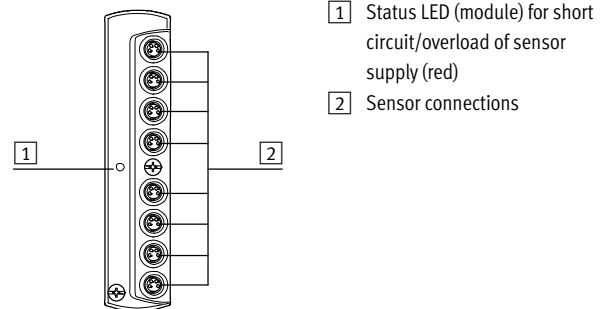 1 Status LED (module) for short
circuit/overload of sensor
supply (red)
2 Sensor connections
1
2